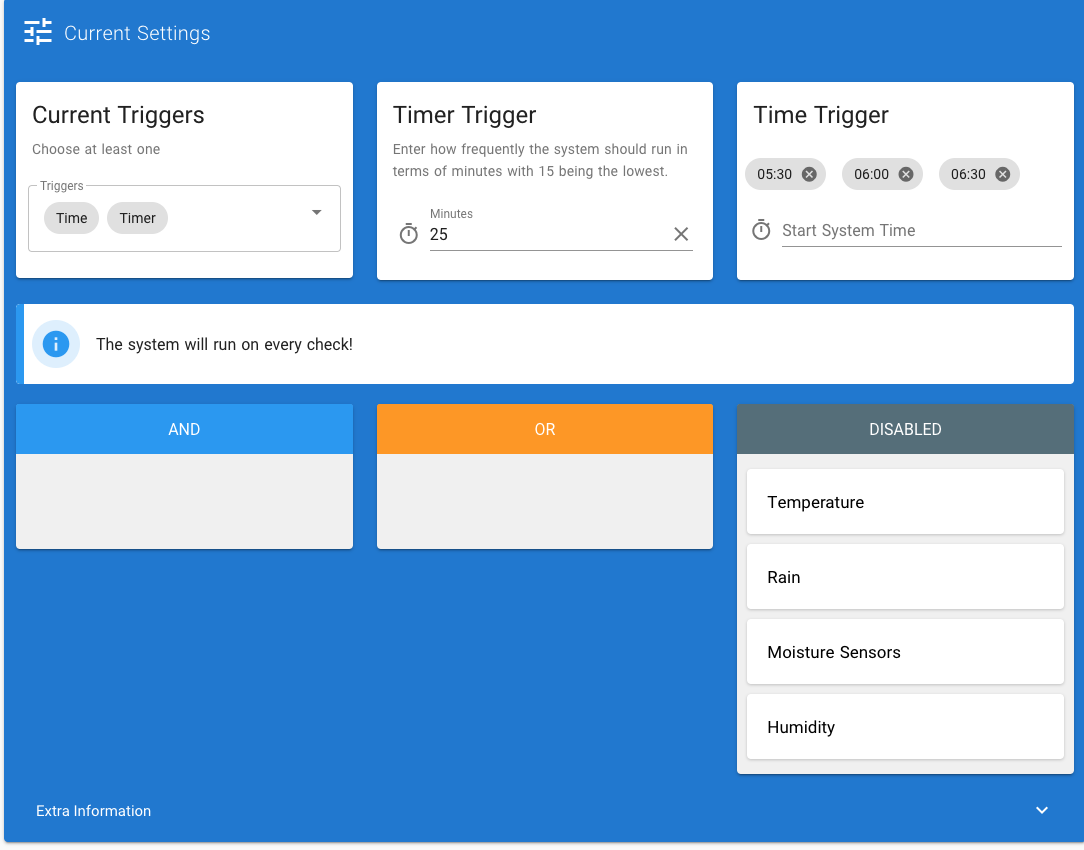 Current Settings
Current Triggers
Choose at least one
Triggers
Time Timer
Timer Trigger
Enter how frequently the system should run in
terms of minutes with 15 being the lowest.
Minutes
25
Time Trigger
05:30 06:00 06:30
Start System Time
The system will run on every check!
AND
OR
DISABLED
Temperature
Rain
Moisture Sensors
Humidity
Extra Information